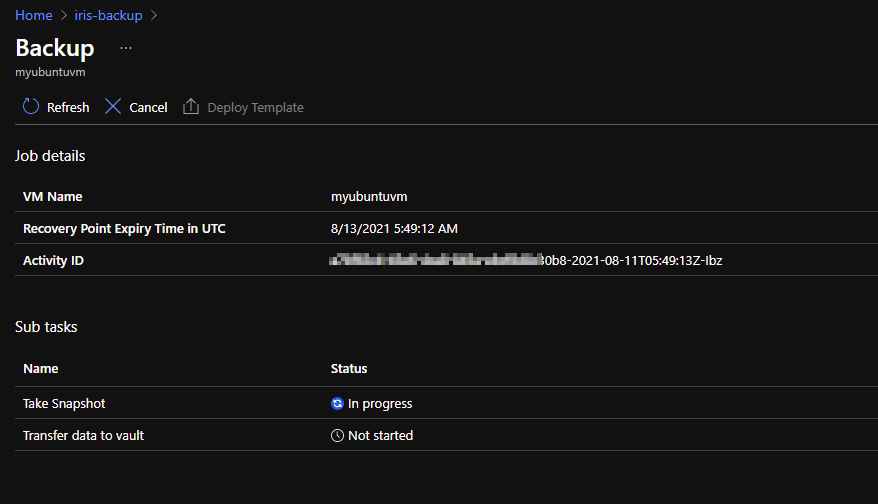 Home > iris-backup >
Backup ...
myubuntuvm
Refresh Cancel Deploy Template
Job details
VM Name myubuntuvm
Recovery Point Expiry Time in UTC 8/13/2021 5:49:12 AM
Activity ID 80b8-2021-08-11T05:49:13Z-Ibz
Sub tasks
Name Status
Take Snapshot In progress
Transfer data to vault Not started